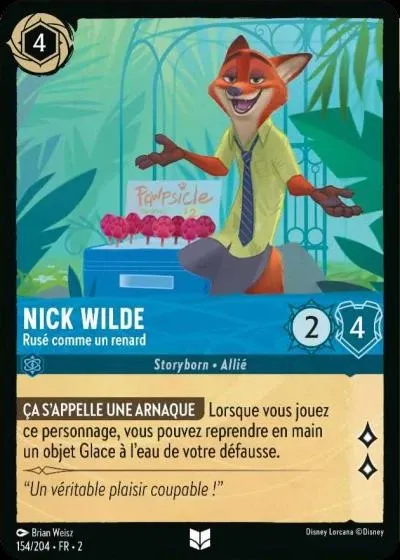 4
Pawpsicle
$2
NICK WILDE
Rusé comme un renard
2
4
Storyborn • Allié
ÇA S'APPELLE UNE ARNAQUE Lorsque vous jouez
ce personnage, vous pouvez reprendre en main
un objet Glace à l'eau de votre défausse.
“Un véritable plaisir coupable !”
Brian Weisz
154/204 • FR • 2
Disney Lorcana ©Disney